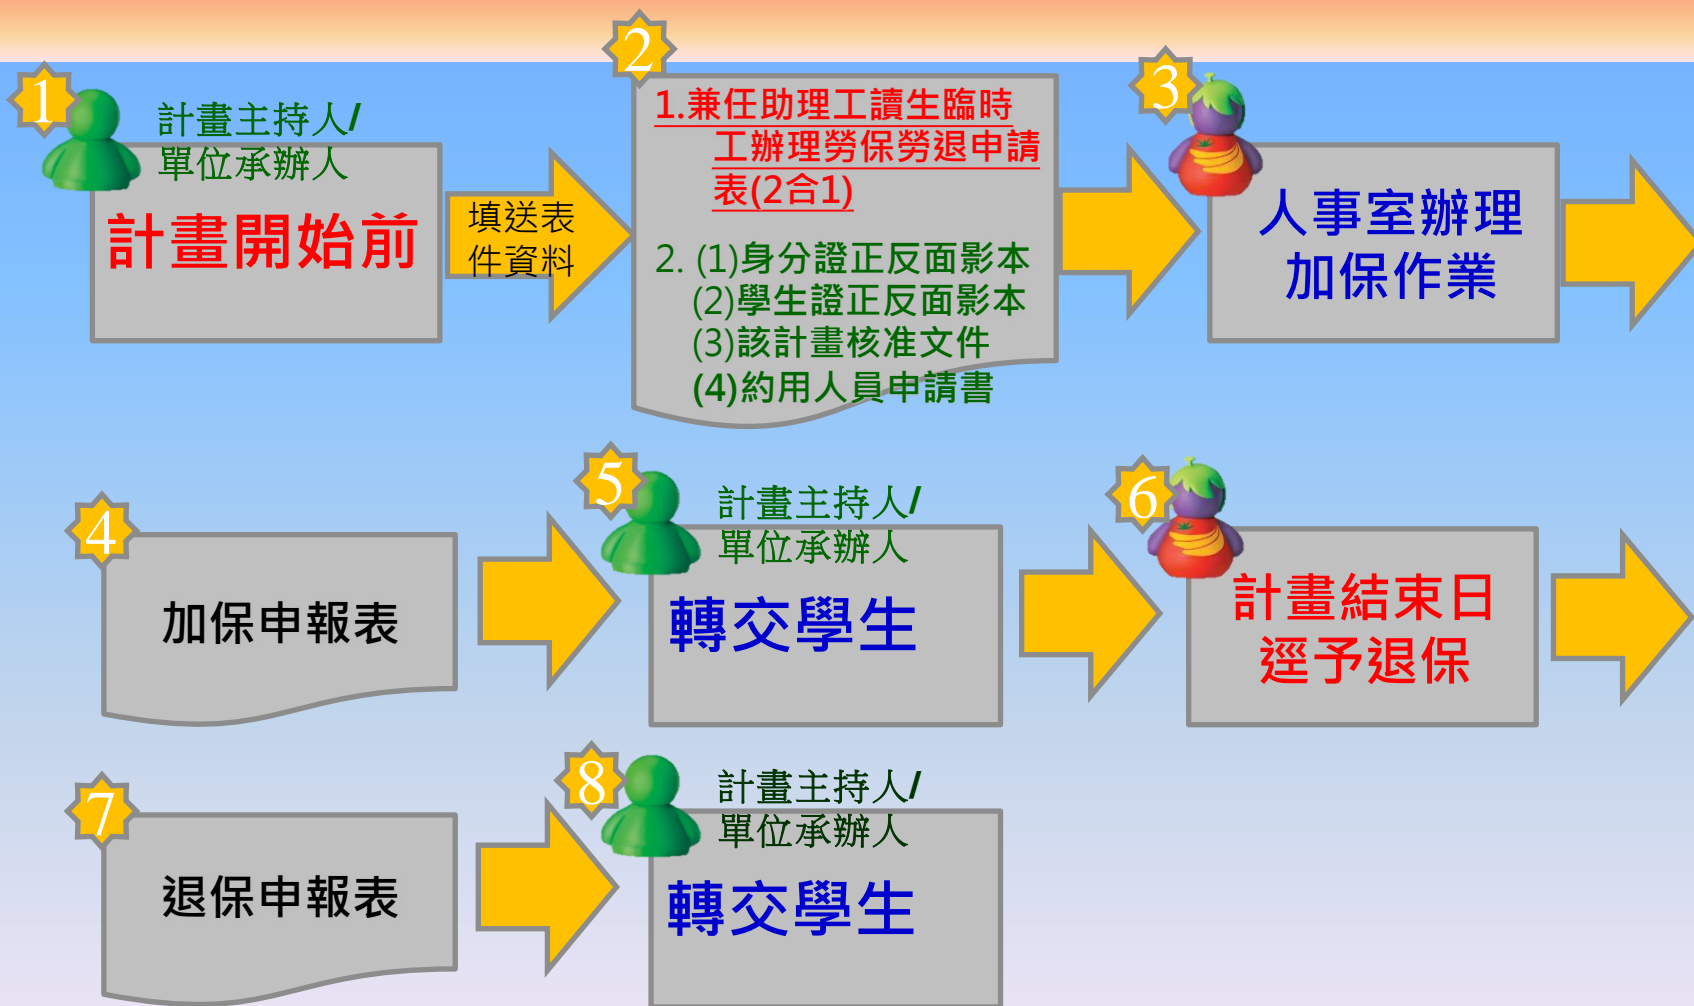 1
計畫主持人/
單位承辦人
計畫開始前
填送表
件資料
2
1.兼任助理工讀生臨時
工辦理勞保勞退申請
表(2合1)
2. (1)身分證正反面影本
(2)學生證正反面影本
(3)該計畫核准文件
(4)約用人員申請書
3
人事室辦理
加保作業
4
加保申報表
5
計畫主持人/
單位承辦人
轉交學生
6
計畫結束日
逕予退保
7
退保申報表
8
計畫主持人/
單位承辦人
轉交學生